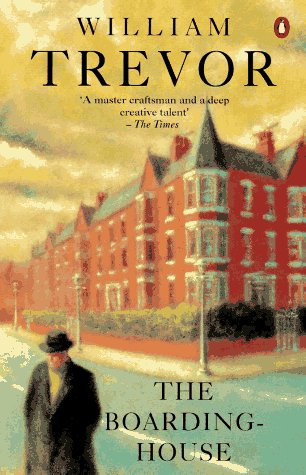 WILLIAM
TREVOR
‘A master craftsman and a deep
creative talent’
– The Times
THE
BOARDING-
HOUSE